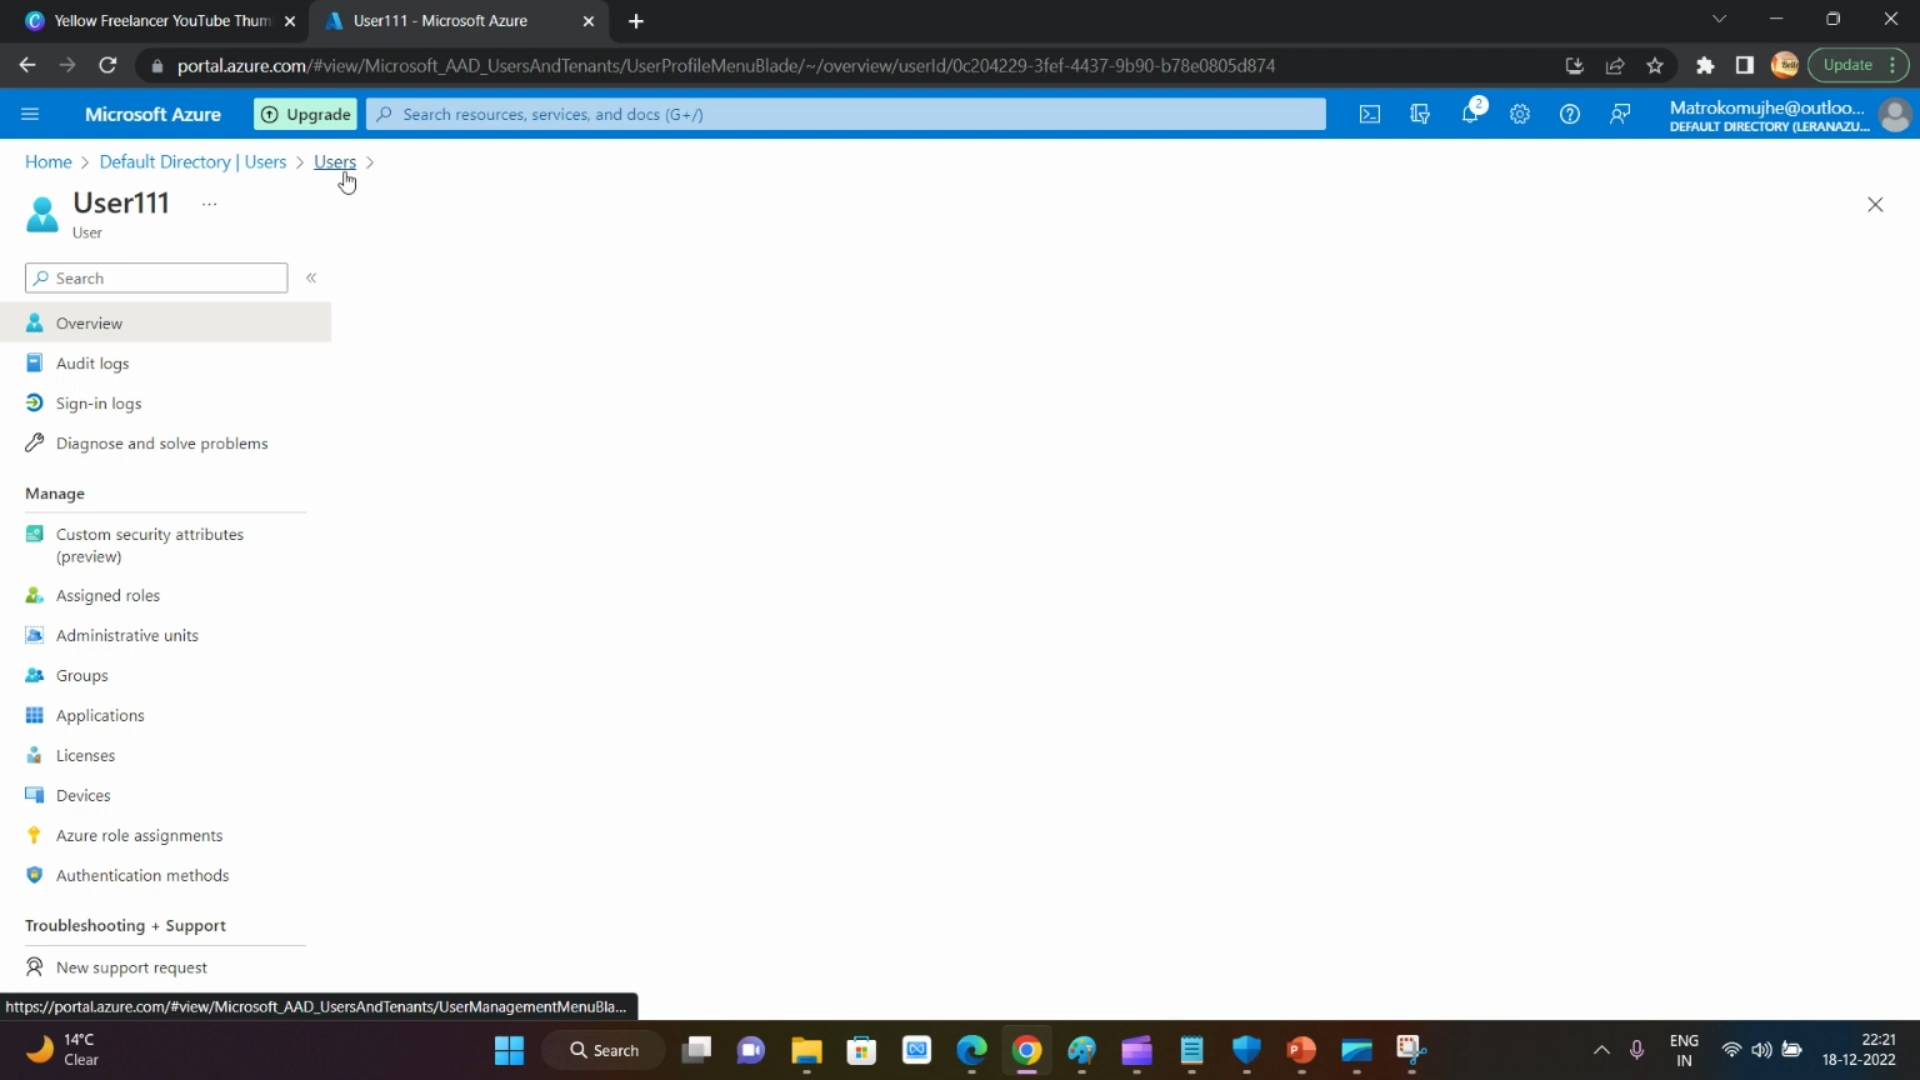 Yellow Freelancer YouTube Thum
User111 - Microsoft Azure
portal.azure.com/#view/Microsoft_AAD_UsersAndTenants/UserProfileMenuBlade/~/overview/userId/0c204229-3fef-4437-9b90-b78e0805d874
Update
Microsoft Azure
Upgrade
Search resources, services, and docs (G+/)
2
Matrokomujhe@outloo...
DEFAULT DIRECTORY (LERANAZU...
Home > Default Directory | Users > Users >
User111 ...
User
Search
«
Overview
Audit logs
Sign-in logs
Diagnose and solve problems
Manage
Custom security attributes
(preview)
Assigned roles
Administrative units
Groups
Applications
Licenses
Devices
Azure role assignments
Authentication methods
Troubleshooting + Support
New support request
https://portal.azure.com/#view/Microsoft_AAD_UsersAndTenants/UserManagementMenuBla...
14°C
Clear
Search
ENG
IN
22:21
18-12-2022